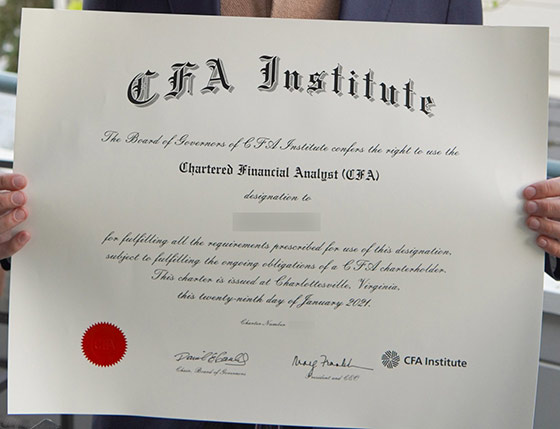 CFA Institute
The Board of Governors of CFA Institute confers the right to use the
Chartered Financial Analyst (CFA)
designation to
for fulfilling all the requirements prescribed for use of this designation,
subject to fulfilling the ongoing obligations of a CFA charterholder.
This charter is issued at Charlottesville, Virginia,
this twenty-ninth day of January 2021.
Charter Number
Chair, Board of Governors
President and CEO
CFA Institute